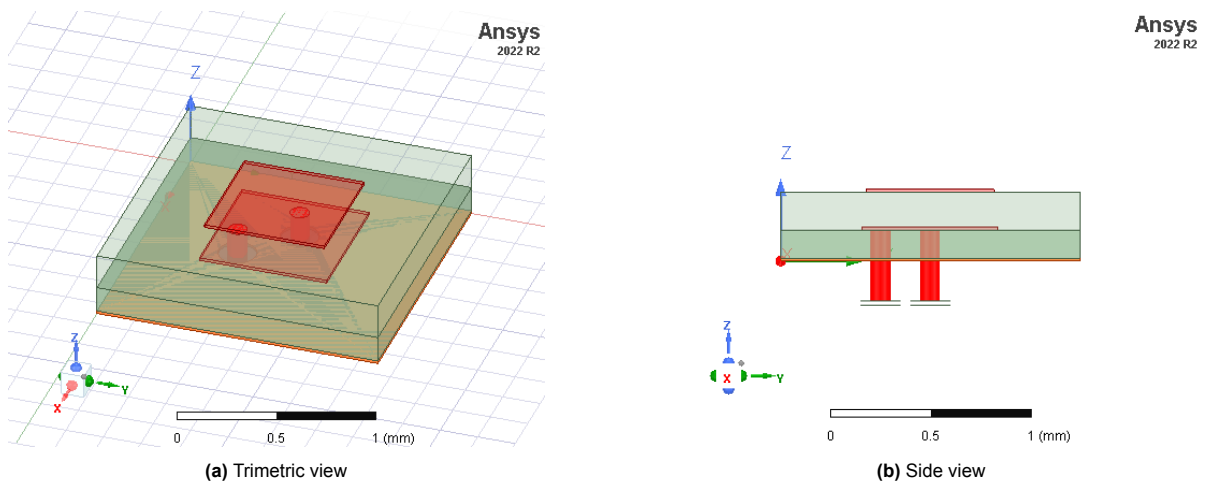 Ansys
2022 R2
Z
Z
Y
X
0
0.5
1 (mm)
(a) Trimetric view
Ansys
2022 R2
Z
Z
X
Y
0
0.5
1 (mm)
(b) Side view